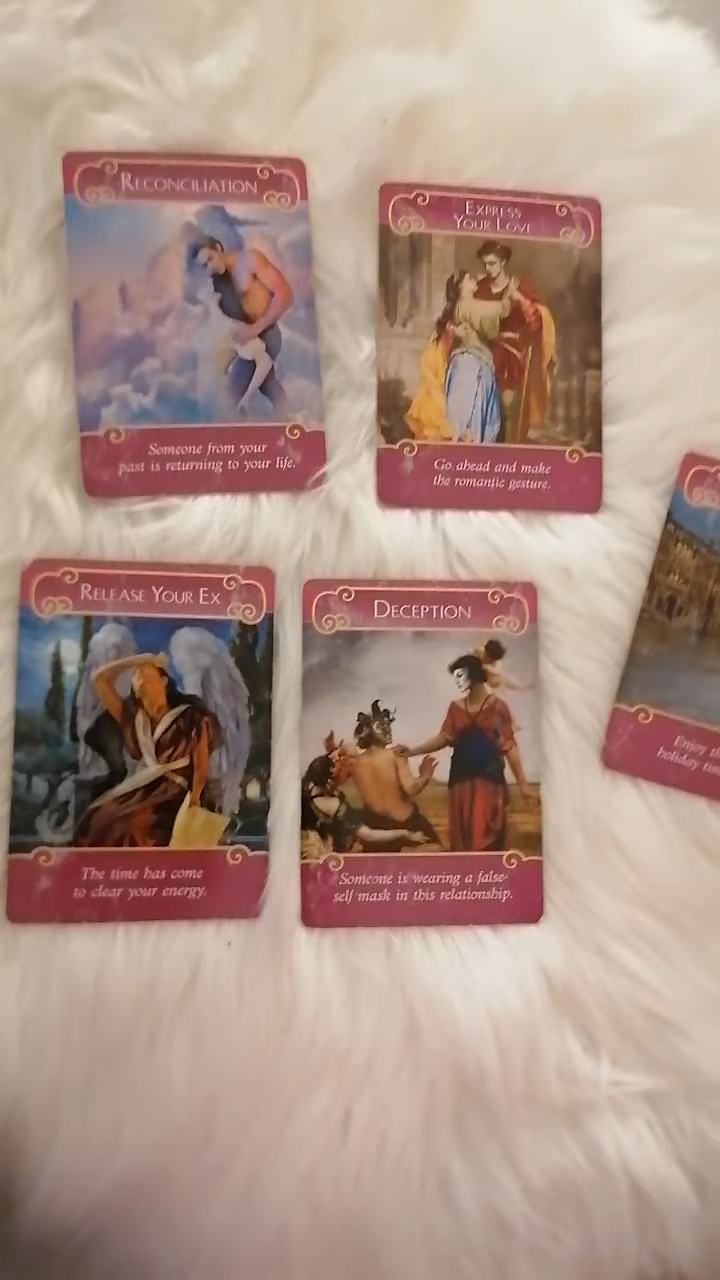 RECONCILIATION
Someone from your
past is returning to your life.
EXPRESS
YOUR LOVE
Go ahead and make
the romantic gesture.
RELEASE YOUR EX
The time has come
to clear your energy.
DECEPTION
Someone is wearing a false-
self mask in this relationship.
Enjoy
holiday